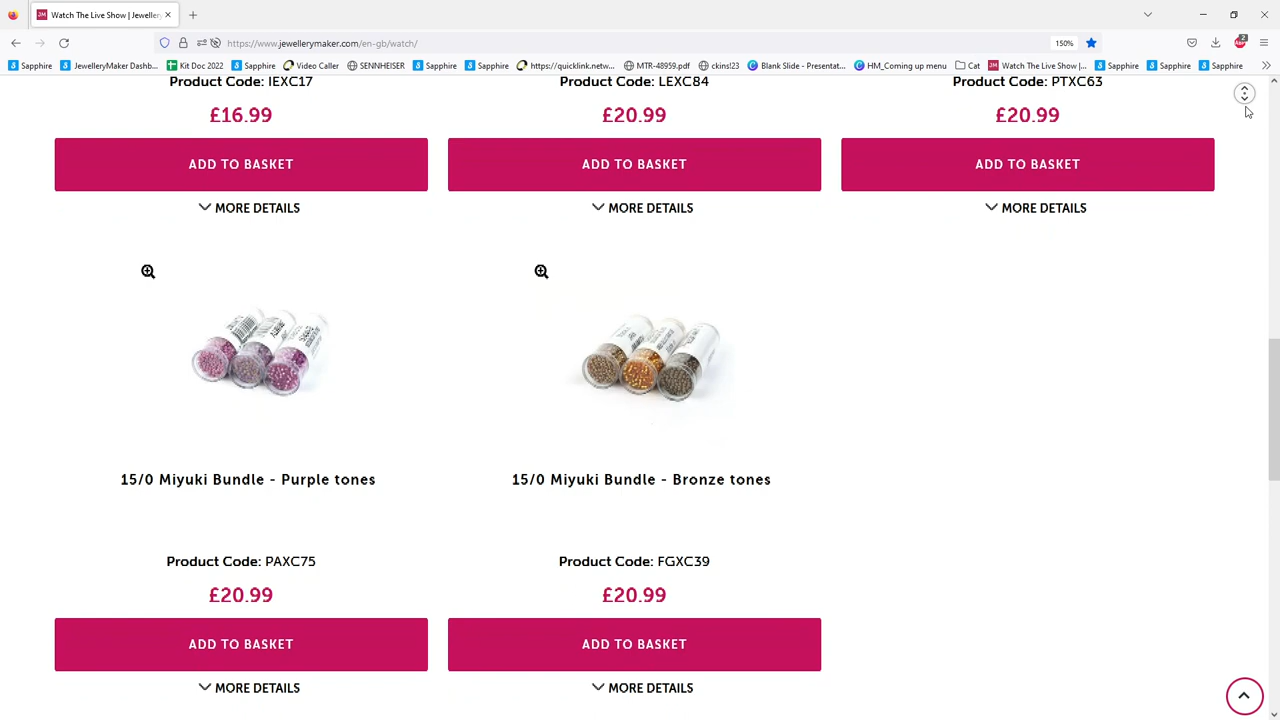 Watch The Live Show | Jeweller
https://www.jewellerymaker.com/en-gb/watch/
150%
2
Sapphire
JewelleryMaker Dashb...
Kit Doc 2022
Sapphire
Video Caller
SENNHEISER
Sapphire
Sapphire
https://quicklink.netw...
MTR-48959.pdf
ckins!23
Blank Slide - Presentat...
HM_Coming up menu
Cat
Watch The Live Show |...
Sapphire
Sapphire
Sapphire
Product Code: IEXC17
Product Code: LEXC84
Product Code: PTXC63
£16.99
£20.99
£20.99
ADD TO BASKET
ADD TO BASKET
ADD TO BASKET
MORE DETAILS
MORE DETAILS
MORE DETAILS
15/0 Miyuki Bundle - Purple tones
15/0 Miyuki Bundle - Bronze tones
Product Code: PAXC75
Product Code: FGXC39
£20.99
£20.99
ADD TO BASKET
ADD TO BASKET
MORE DETAILS
MORE DETAILS